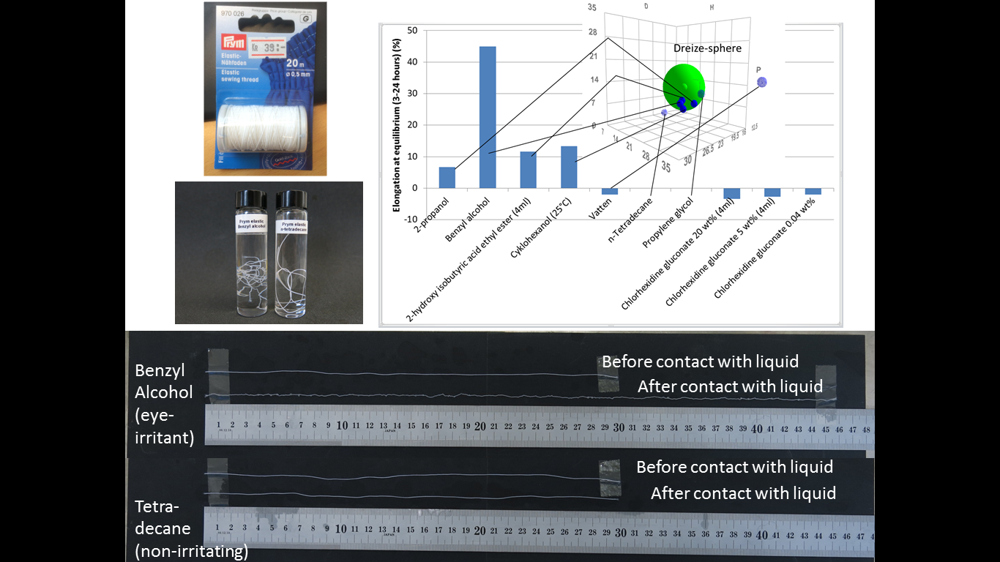 970 026
G
Prym
KR 39:-
Elastic-
Nähfaden
Elastic
sewing thread
20 m
ø 0,5 mm
Prym elastic
Benzyl alcohol
Prym elastic
n-tetradecane
Elongation at equilibrium (3-24 hours) (%)
50
40
30
20
10
0
-10
2-propanol
Benzyl alcohol
2-hydroxy isobutyric acid ethyl ester (4ml)
Cyklohexanol (25°C)
Vatten
n-Tetradecane
Propylene glycol
Chlorhexidine gluconate 20 wt% (4ml)
Chlorhexidine gluconate 5 wt% (4ml)
Chlorhexidine gluconate 0.04 wt%
Dreize-sphere
D
H
P
35
28
21
14
7
0
7
14
21
28
35
30
26.5
23
19.5
16
12.5
Benzyl
Alcohol
(eye-
irritant)
Before contact with liquid
After contact with liquid
1 2 3 4 5 6 7 8 9 10 11 12 13 14 15 16 17 18 19 20 21 22 23 24 25 26 27 28 29 30 31 32 33 34 35 36 37 38 39 40 41 42 43 44 45 46 47 48
JAPAN
Tetra-
decane
(non-irritating)
Before contact with liquid
After contact with liquid
1 2 3 4 5 6 7 8 9 10 11 12 13 14 15 16 17 18 19 20 21 22 23 24 25 26 27 28 29 30 31 32 33 34 35 36 37 38 39 40 41 42 43 44 45 46 47 4
JAPAN